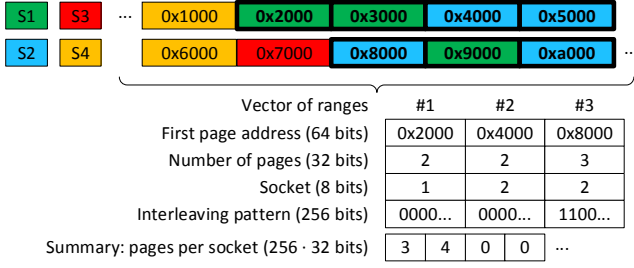 S1 S3 ... 0x1000 0x2000 0x3000 0x4000 0x5000
S2 S4 0x6000 0x7000 0x8000 0x9000 0xa000 ...
Vector of ranges #1 #2 #3
First page address (64 bits) 0x2000 0x4000 0x8000
Number of pages (32 bits) 2 2 3
Socket (8 bits) 1 2 2
Interleaving pattern (256 bits) 0000... 0000... 1100...
Summary: pages per socket (256 · 32 bits) 3 4 0 0 ...